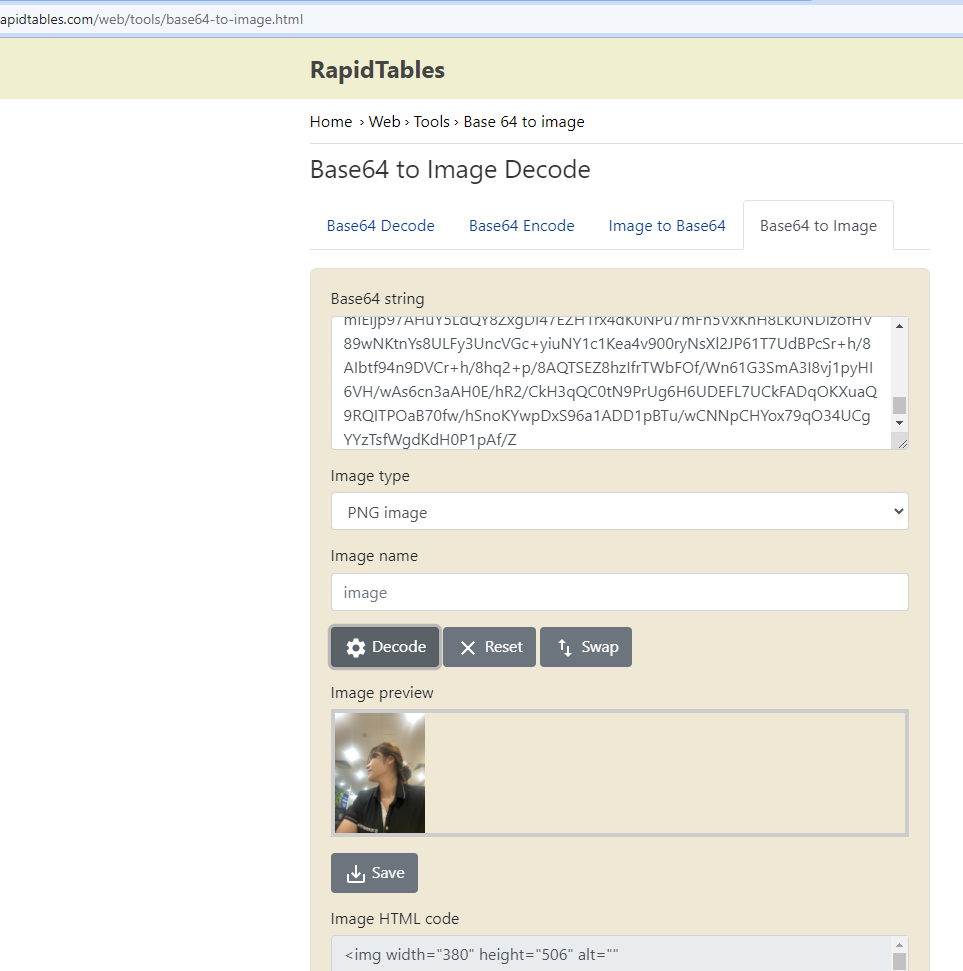 apidtables.com/web/tools/base64-to-image.html
RapidTables
Home › Web › Tools › Base 64 to image
Base64 to Image Decode
Base64 Decode
Base64 Encode
Image to Base64
Base64 to Image
Base64 string
89wNKtnYs8ULFy3UncVGc+yiuNY1c1Kea4v900ryNsXl2JP61T7UdBPcSr+h/8
AIbtf94n9DVCr+h/8hq2+p/8AQTSEZ8hzIfrTWbFOf/Wn61G3SmA3I8vj1pyHI
6VH/wAs6cn3aAH0E/hR2/CkH3qQC0tN9PrUg6H6UDEFL7UCkFADqOKXuaQ
9RQITPOaB70fw/hSnoKYwpDxS96a1ADD1pBTu/wCNNpCHYox79qO34UCg
YYzTsfWgdKdH0P1pAf/Z
Image type
PNG image
Image name
image
Decode
Reset
Swap
Image preview
Save
Image HTML code
<img width="380" height="506" alt=""